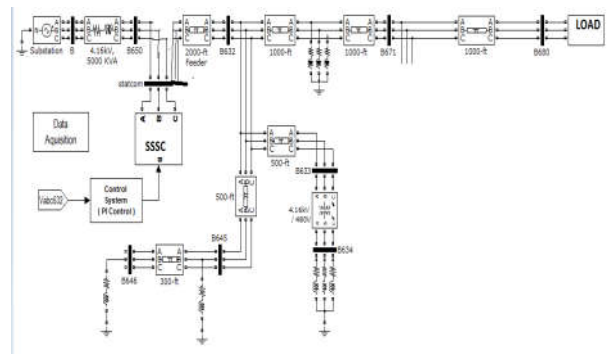 Substation
B
4.16kV,
5000 KVA
B650
2000-ft
Feeder
B632
1000-ft
1000-ft
B671
1000-ft
B680
LOAD
statcom
A
B
C
SSSC
Data
Aquisition
Vabc632
Control
System
( PI Control )
500-ft
B633
4.16kV
/ 480V
B634
500-ft
B645
300-ft
B646